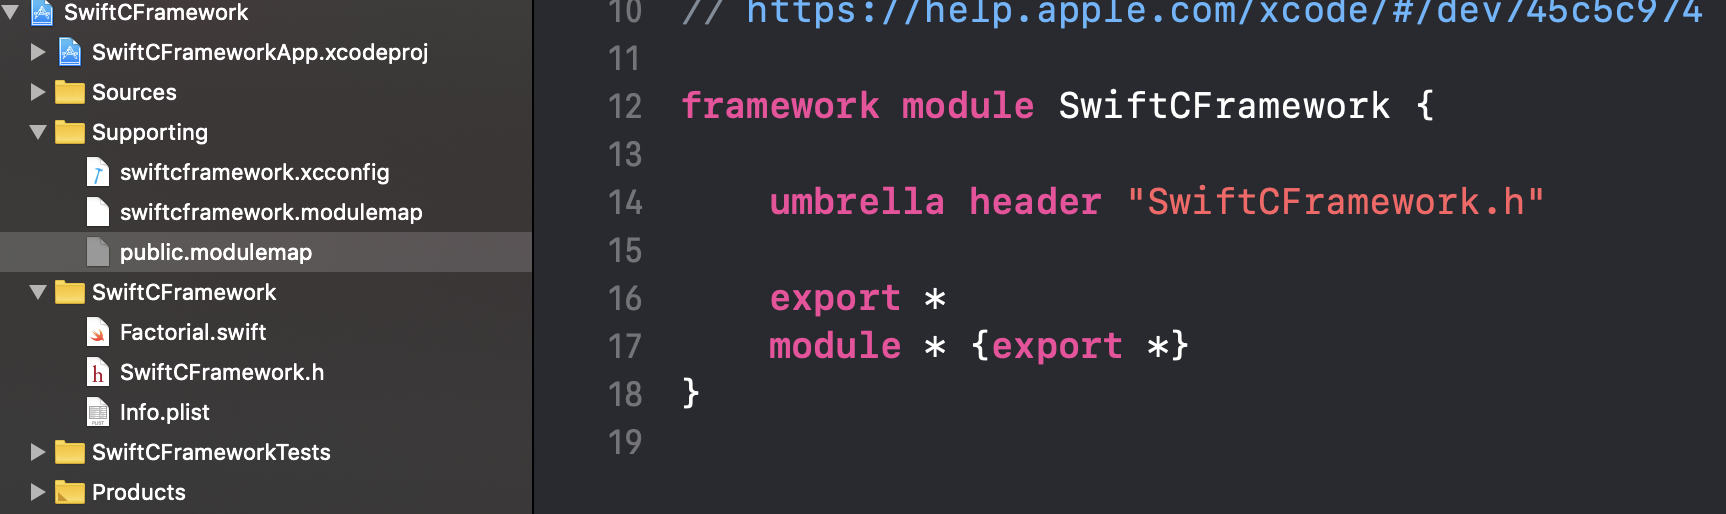 SwiftCFramework
SwiftCFrameworkApp.xcodeproj
Sources
Supporting
swiftcframework.xcconfig
swiftcframework.modulemap
public.modulemap
SwiftCFramework
Factorial.swift
SwiftCFramework.h
Info.plist
SwiftCFrameworkTests
Products
10 // https://help.apple.com/xcode/#/dev745c5c974
11
12 framework module SwiftCFramework {
13
14 umbrella header "SwiftCFramework.h"
15
16 export *
17 module * {export *}
18 }
19